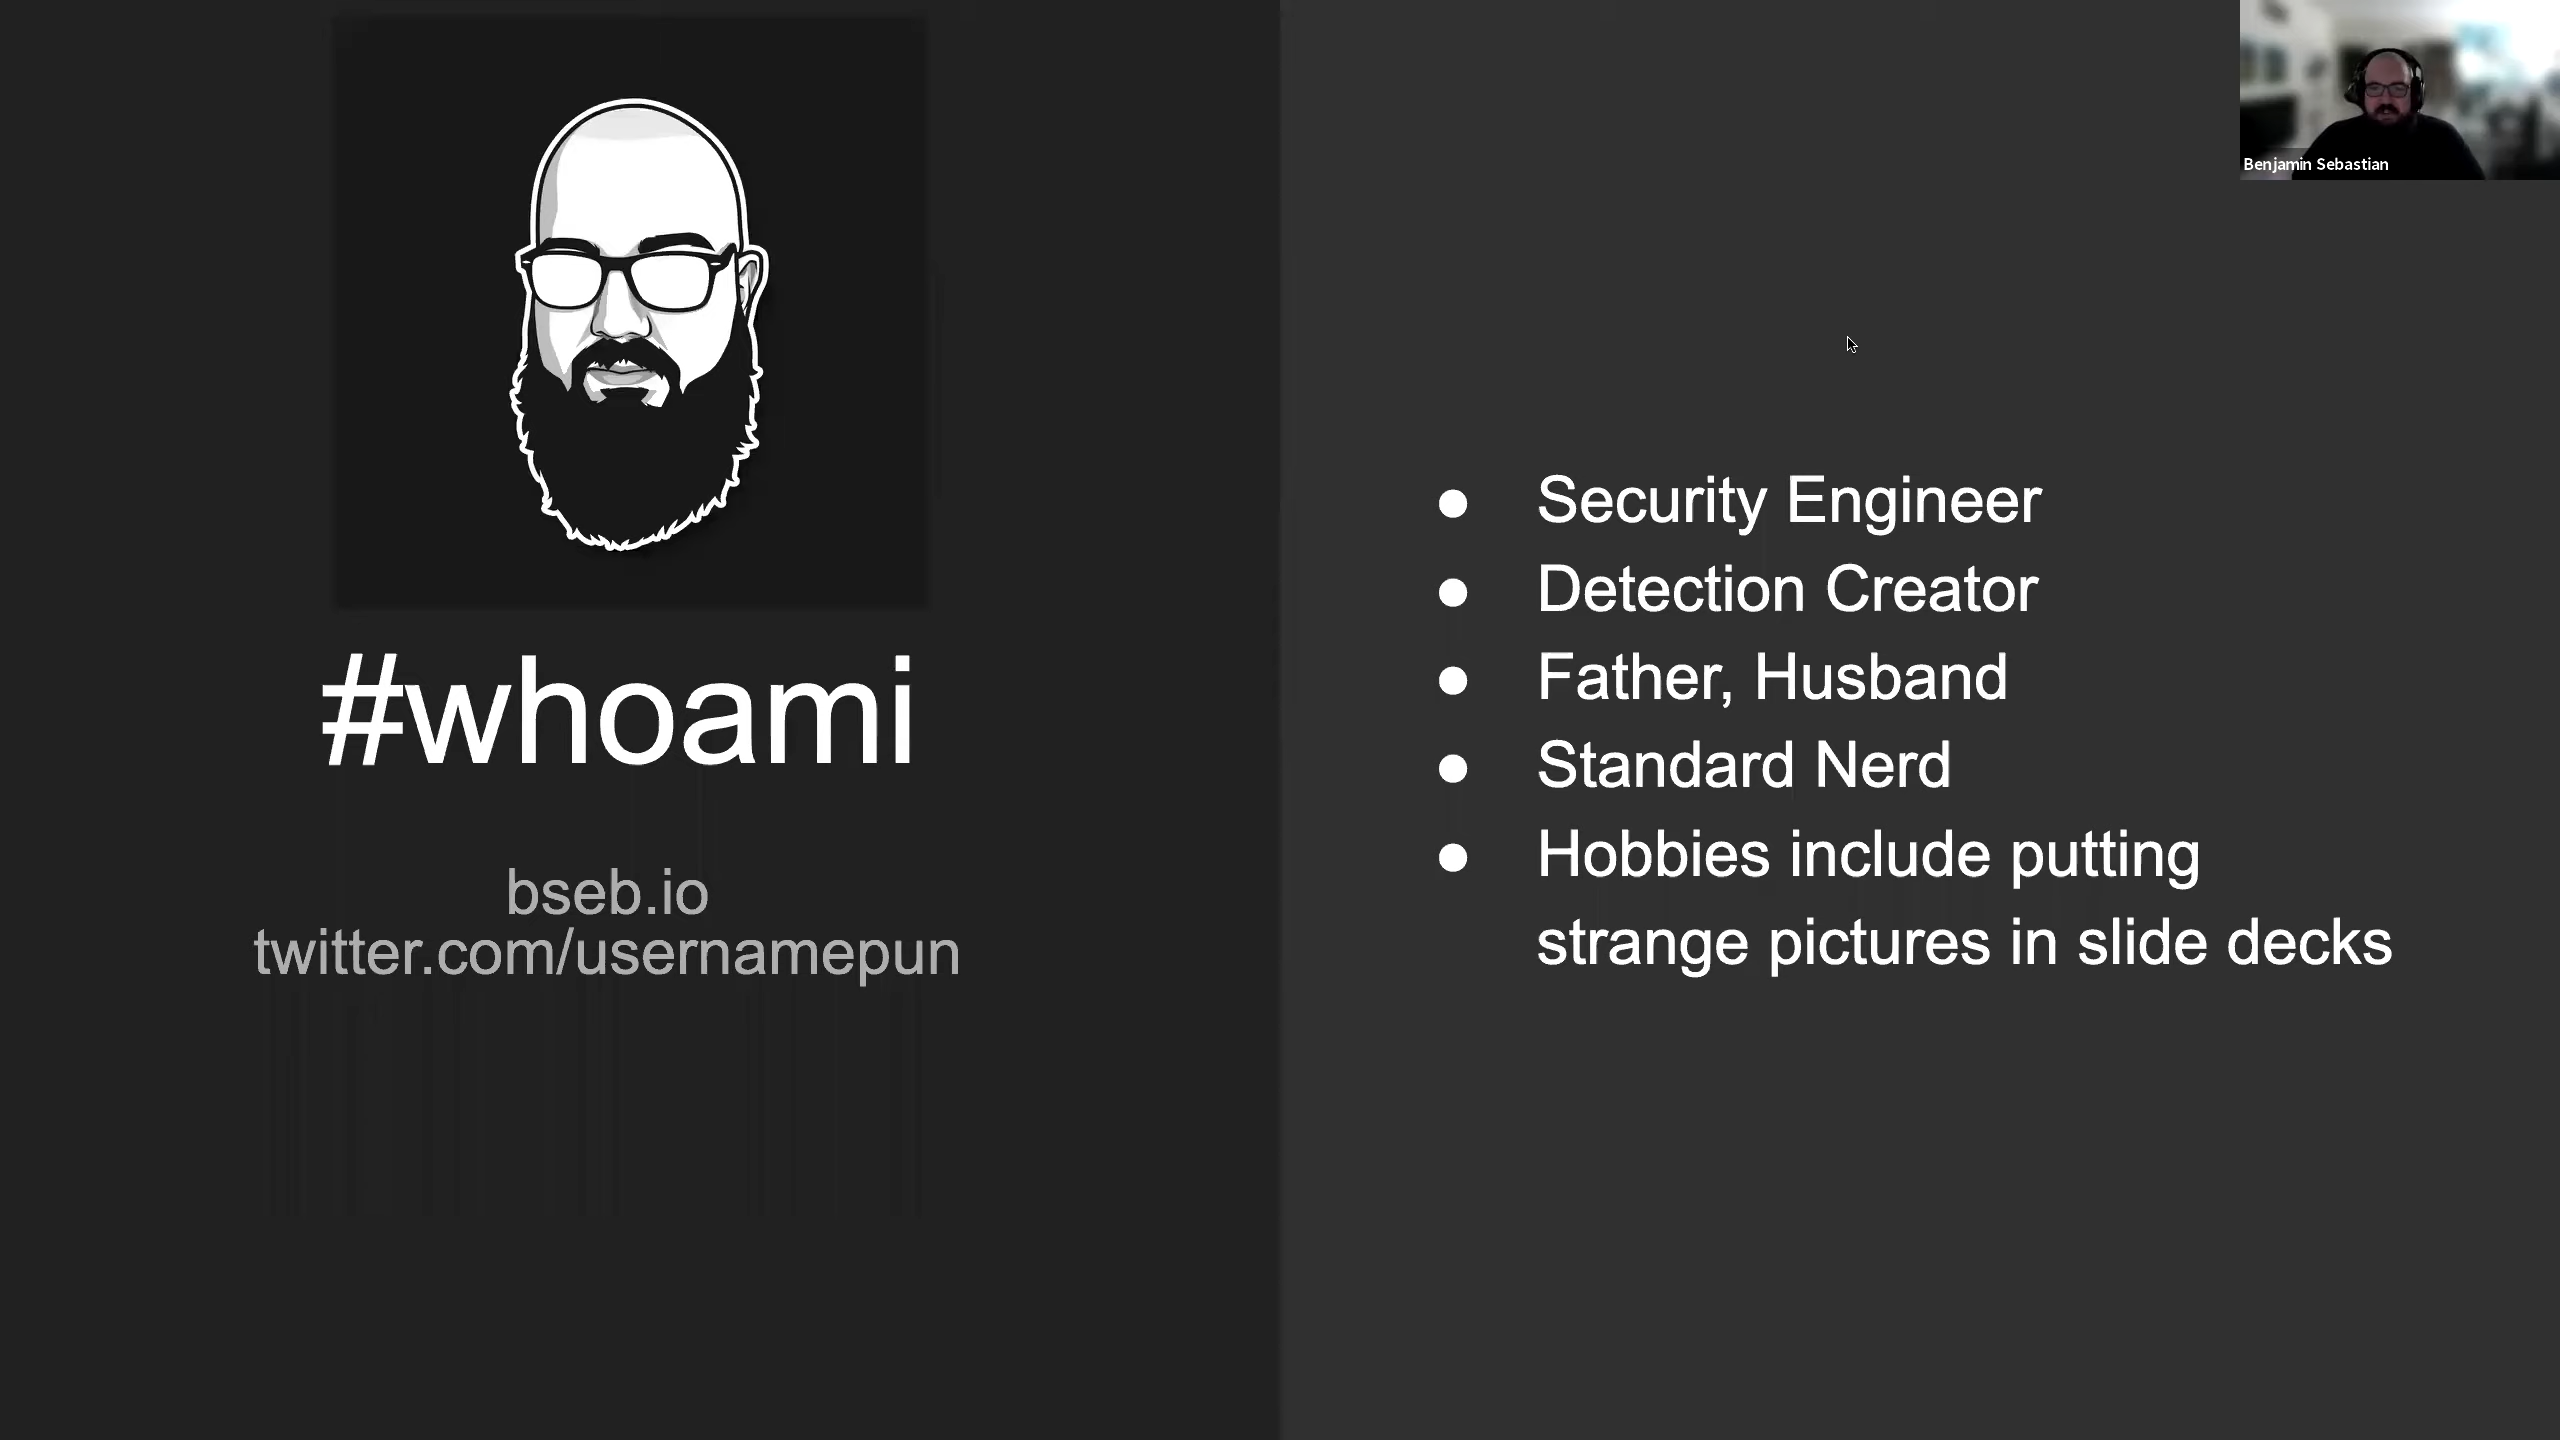 #whoami
bseb.io
twitter.com/usernamepun
● Security Engineer
● Detection Creator
● Father, Husband
● Standard Nerd
● Hobbies include putting
strange pictures in slide decks
Benjamin Sebastian